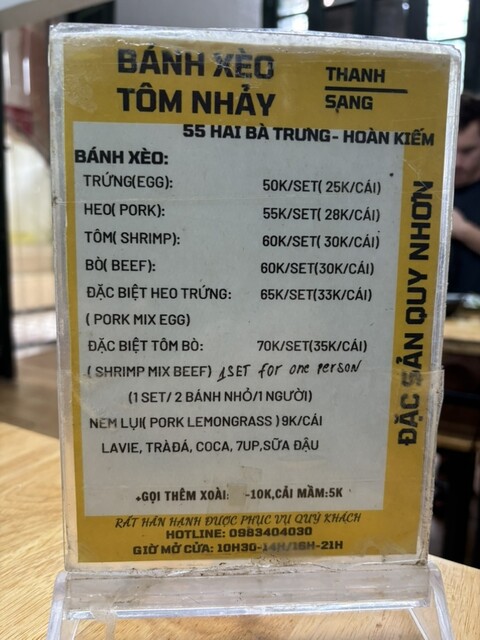 BÁNH XÈO
TÔM NHẢY
THANH
SANG
55 HAI BÀ TRƯNG - HOÀN KIẾM
BÁNH XÈO:
TRỨNG(EGG): 50K/SET( 25K/CÁI)
HEO( PORK): 55K/SET( 28K/CÁI)
TÔM( SHRIMP): 60K/SET( 30K/CÁI)
BÒ( BEEF): 60K/SET(30K/CÁI)
ĐẶC BIỆT HEO TRỨNG: 65K/SET(33K/CÁI)
( PORK MIX EGG)
ĐẶC BIỆT TÔM BÒ: 70K/SET(35K/CÁI)
( SHRIMP MIX BEEF) 1SET for one person
(1 SET/ 2 BÁNH NHỎ/1 NGƯỜI)
NEM LỤI( PORK LEMONGRASS ) 9K/CÁI
LAVIE, TRÀĐÁ, COCA, 7UP,SỮA ĐẬU
+GỌI THÊM XOÀI: -10K,CẢI MẦM:5K
ĐẶC SẢN QUY NHƠN
RẤT HÂN HẠNH ĐƯỢC PHỤC VỤ QUÝ KHÁCH
HOTLINE: 0983404030
GIỜ MỞ CỬA: 10H30-14H/16H-21H